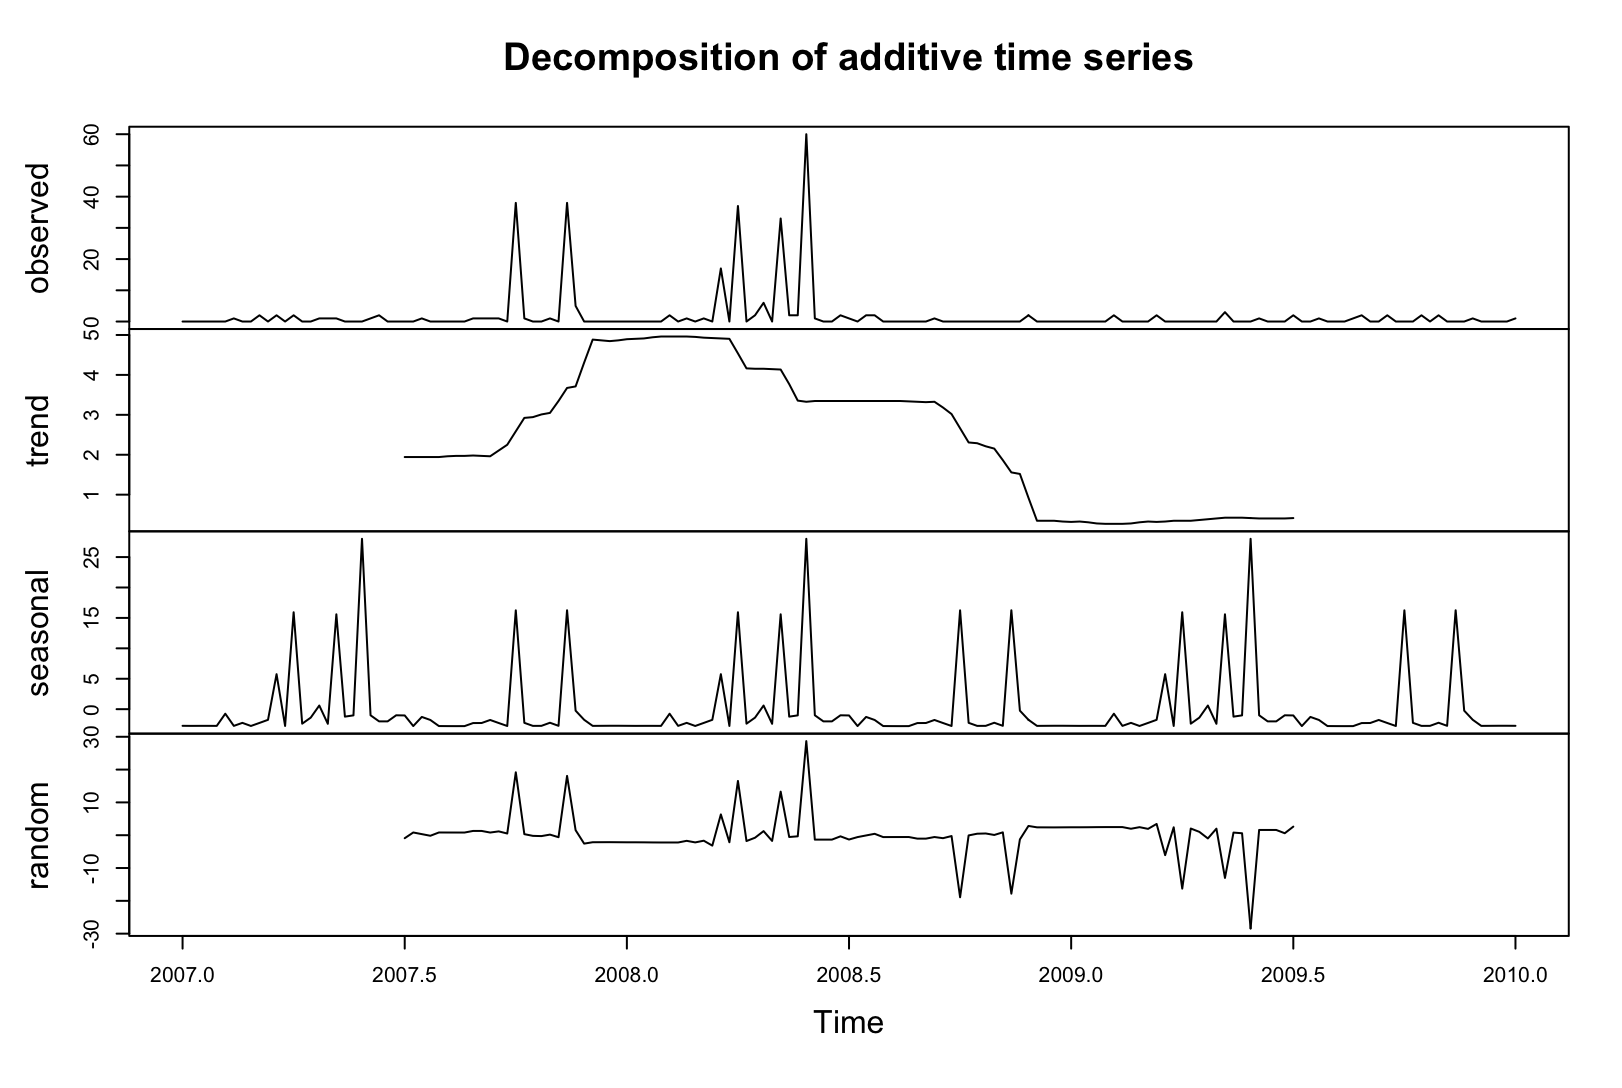 Decomposition of additive time series
observed
0 20 40 60
trend
1 2 3 4 5
seasonal
0 5 15 25
random
-30 -10 10 30
2007.0 2007.5 2008.0 2008.5 2009.0 2009.5 2010.0
Time